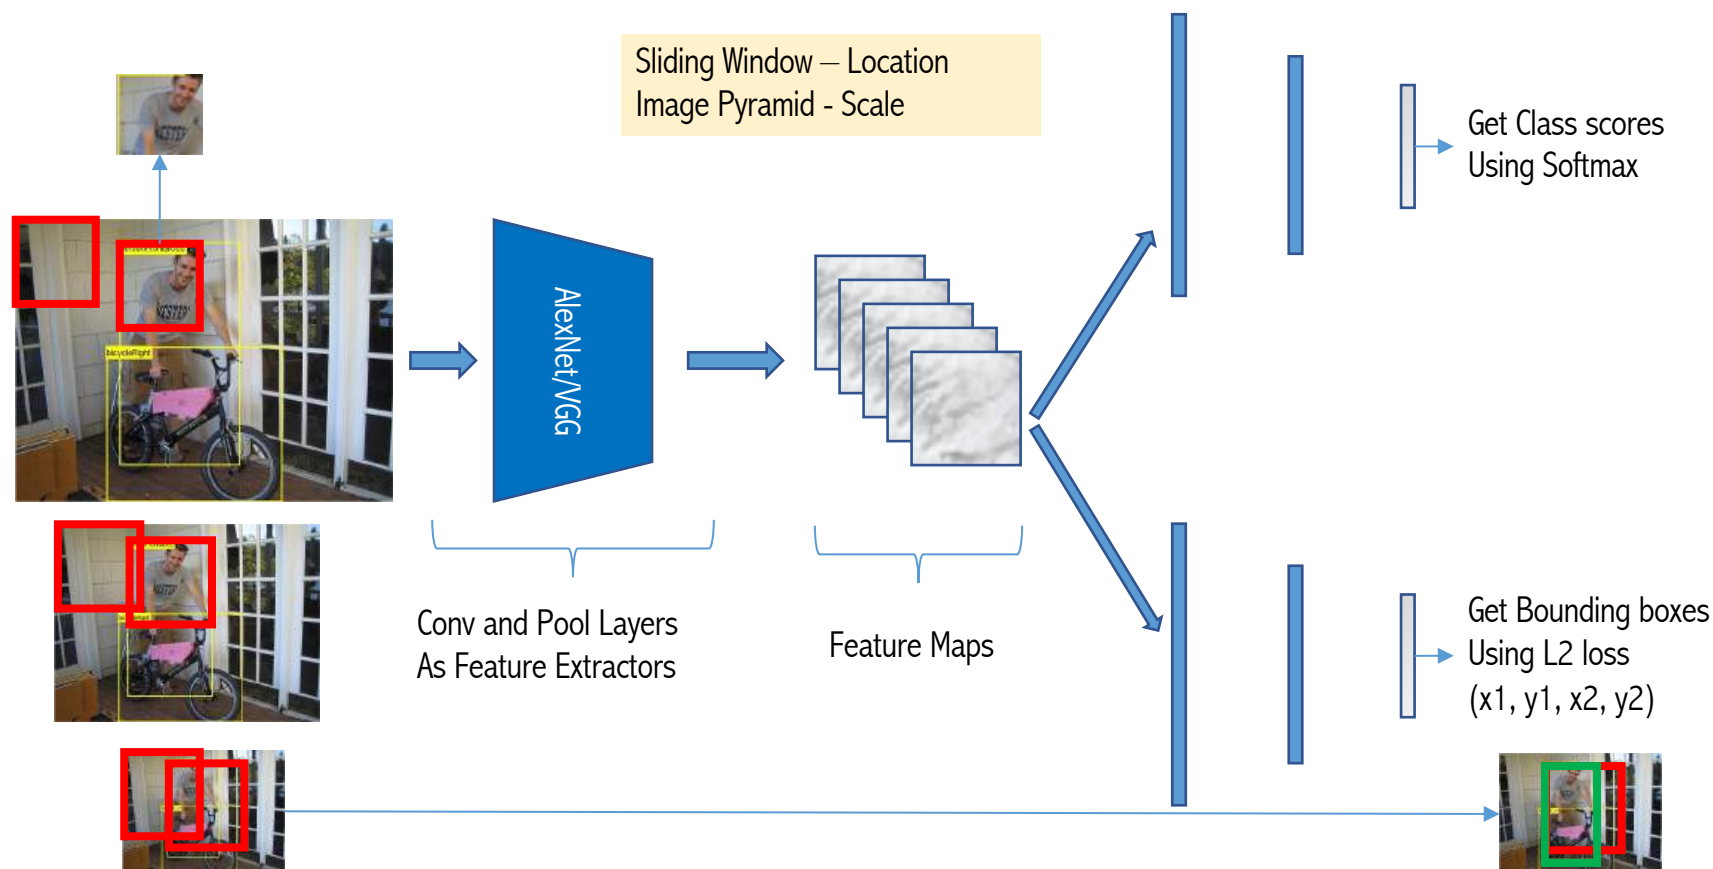 Sliding Window – Location
Image Pyramid - Scale
Get Class scores
Using Softmax
AlexNet/VGG
bicycleRight
Conv and Pool Layers
As Feature Extractors
Feature Maps
Get Bounding boxes
Using L2 loss
(x1, y1, x2, y2)